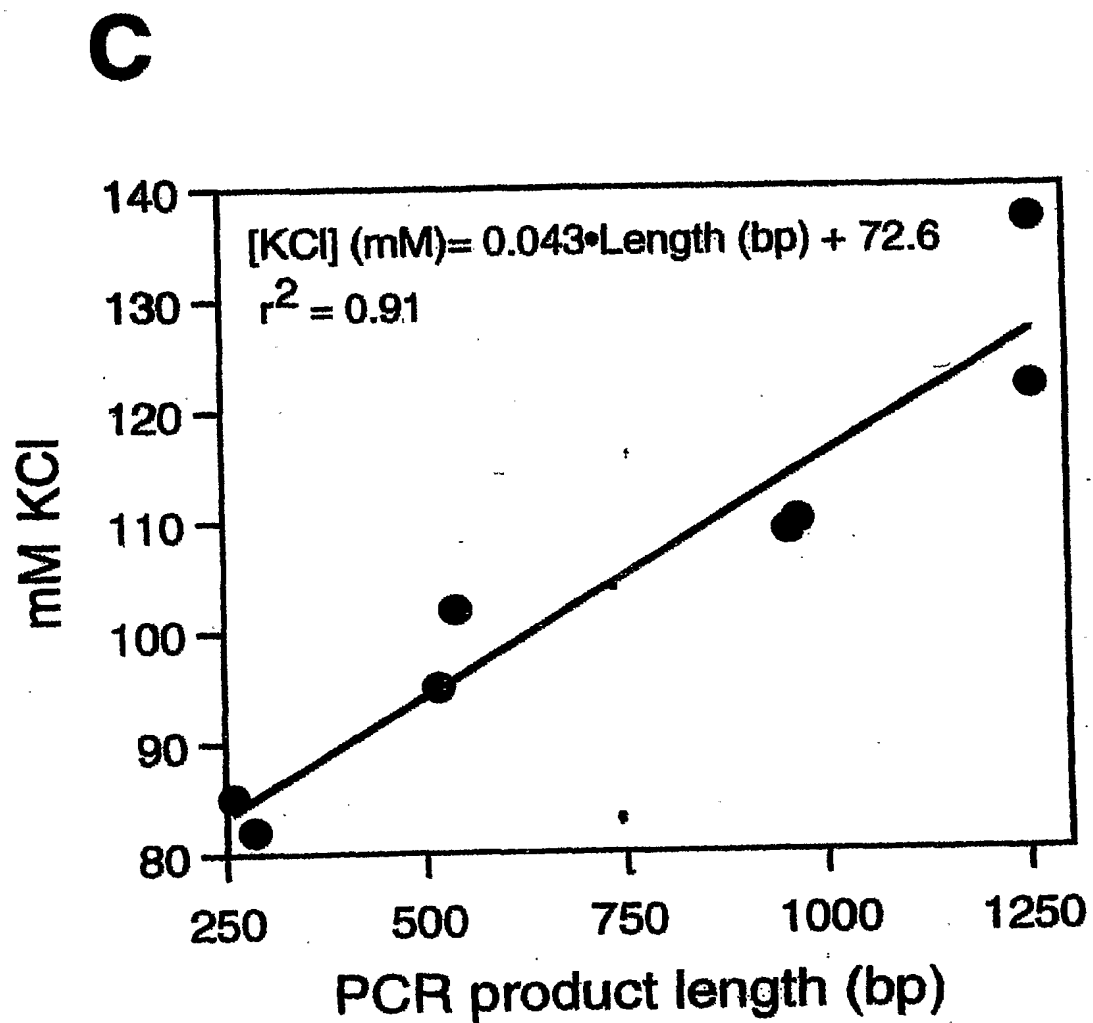 C
[KCl] (mM)= 0.043•Length (bp) + 72.6
r2 = 0.91
140
130
120
110
100
90
80
mM KCl
250 500 750 1000 1250
PCR product length (bp)